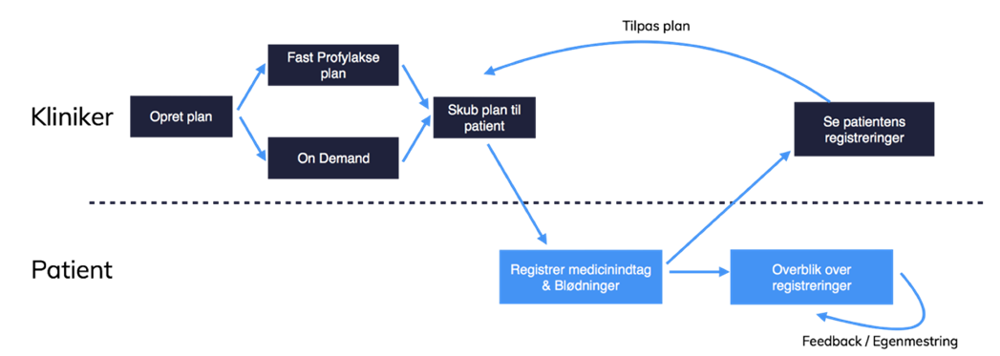 Tilpas plan
Fast Profylakse
plan
Kliniker
Opret plan
Skub plan til
patient
Se patientens
registreringer
On Demand
Patient
Registrer medicinindtag
& Blødninger
Overblik over
registreringer
Feedback / Egenmestring